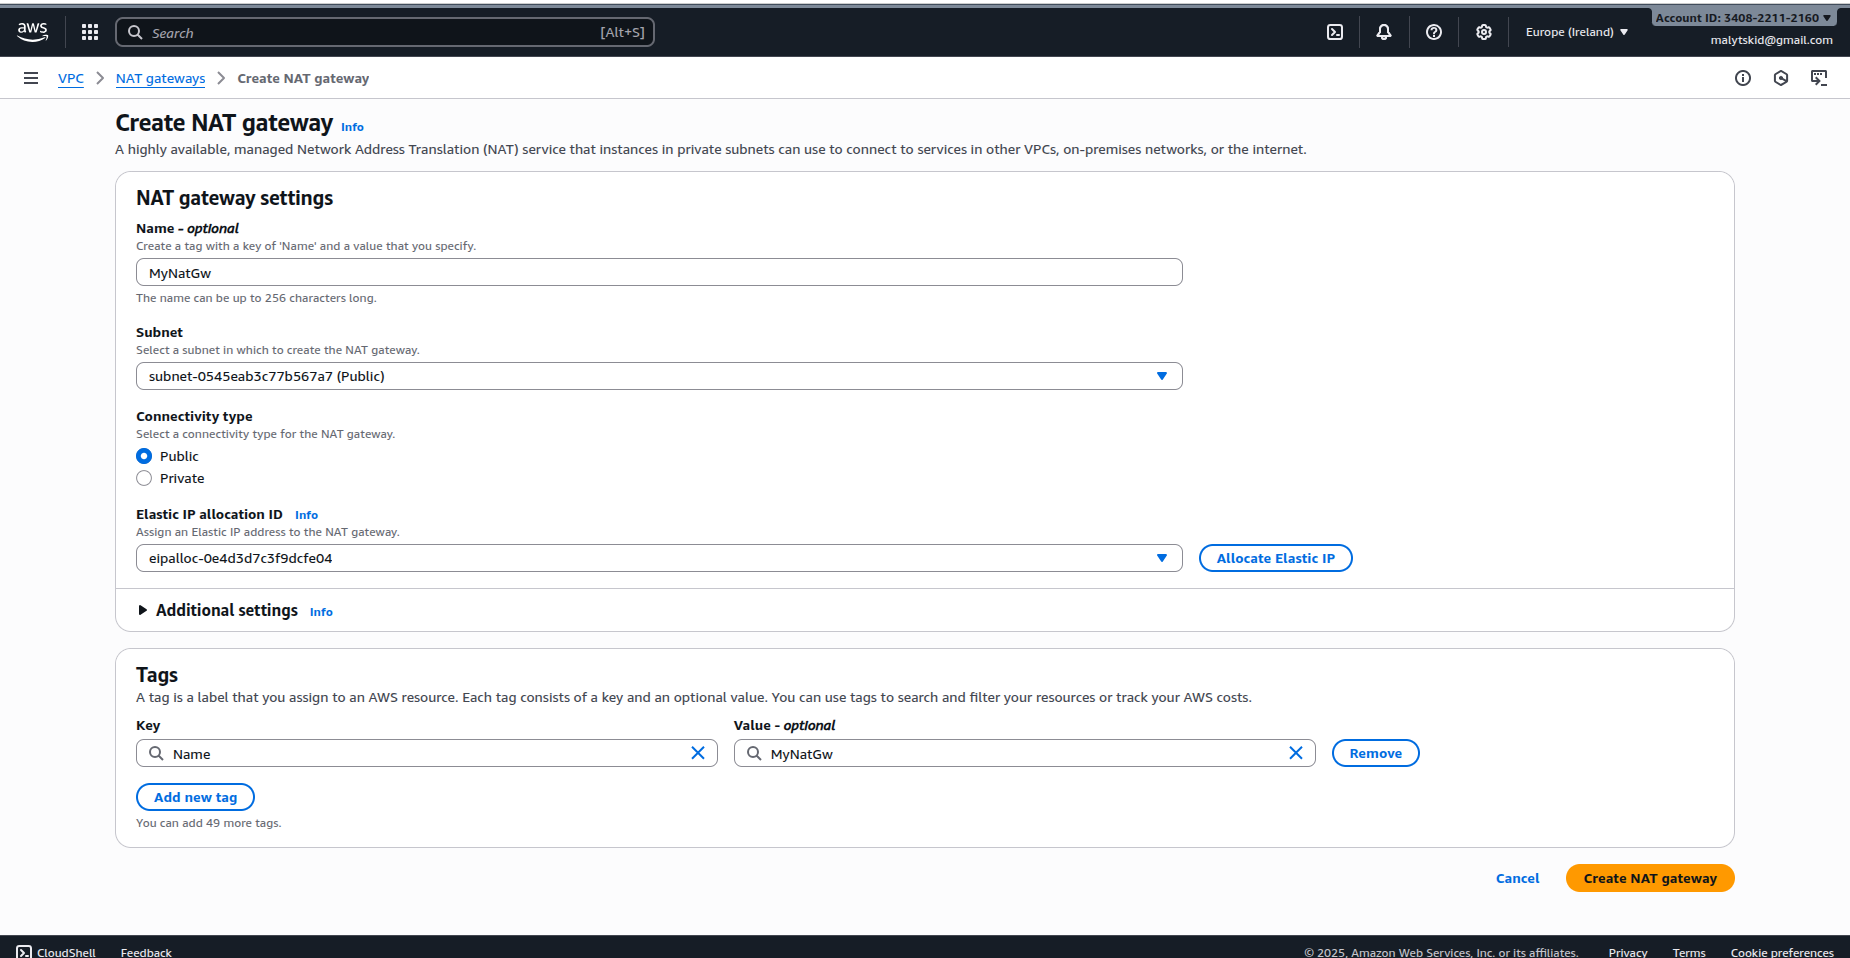 aws
Search [Alt+S]
Europe (Ireland)
Account ID: 3408-2211-2160
malytskid@gmail.com
VPC NAT gateways Create NAT gateway
Create NAT gateway Info
A highly available, managed Network Address Translation (NAT) service that instances in private subnets can use to connect to services in other VPCs, on-premises networks, or the internet.
NAT gateway settings
Name - optional
Create a tag with a key of 'Name' and a value that you specify.
MyNatGw
The name can be up to 256 characters long.
Subnet
Select a subnet in which to create the NAT gateway.
subnet-0545eab3c77b567a7 (Public)
Connectivity type
Select a connectivity type for the NAT gateway.
Public
Private
Elastic IP allocation ID Info
Assign an Elastic IP address to the NAT gateway.
eipalloc-0e4d3d7c3f9dcfe04
Allocate Elastic IP
Additional settings Info
Tags
A tag is a label that you assign to an AWS resource. Each tag consists of a key and an optional value. You can use tags to search and filter your resources or track your AWS costs.
Key Value - optional
Name MyNatGw Remove
Add new tag
You can add 49 more tags.
Cancel Create NAT gateway
CloudShell Feedback © 2025, Amazon Web Services, Inc. or its affiliates. Privacy Terms Cookie preferences